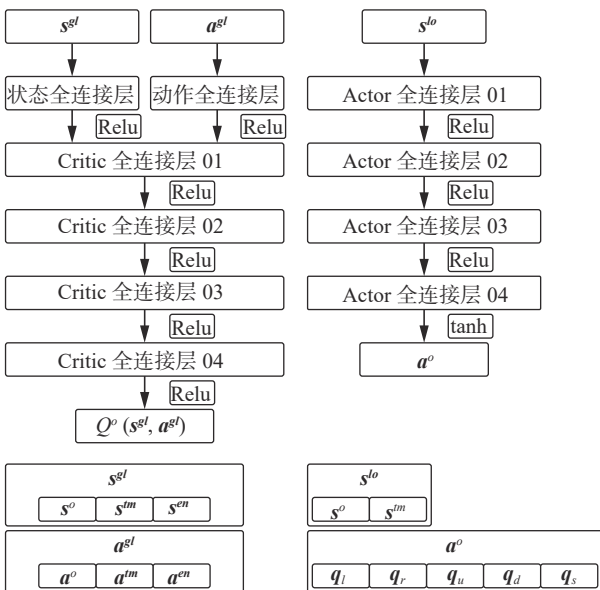 s^gl a^gl
状态全连接层 动作全连接层
Relu Relu
Critic 全连接层 01
Relu
Critic 全连接层 02
Relu
Critic 全连接层 03
Relu
Critic 全连接层 04
Relu
Q^o (s^gl, a^gl)
s^lo
Actor 全连接层 01
Relu
Actor 全连接层 02
Relu
Actor 全连接层 03
Relu
Actor 全连接层 04
tanh
a^o
s^gl
s^o s^tm s^en
a^gl
a^o a^tm a^en
s^lo
s^o s^tm
a^o
q_l q_r q_u q_d q_s